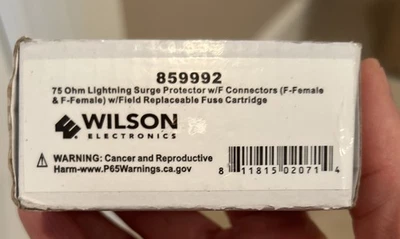 859992
75 Ohm Lightning Surge Protector w/F Connectors (F-Female
& F-Female) w/Field Replaceable Fuse Cartridge
WILSON
ELECTRONICS
WARNING: Cancer and Reproductive
Harm-www.P65Warnings.ca.gov
8 11815 02071 4